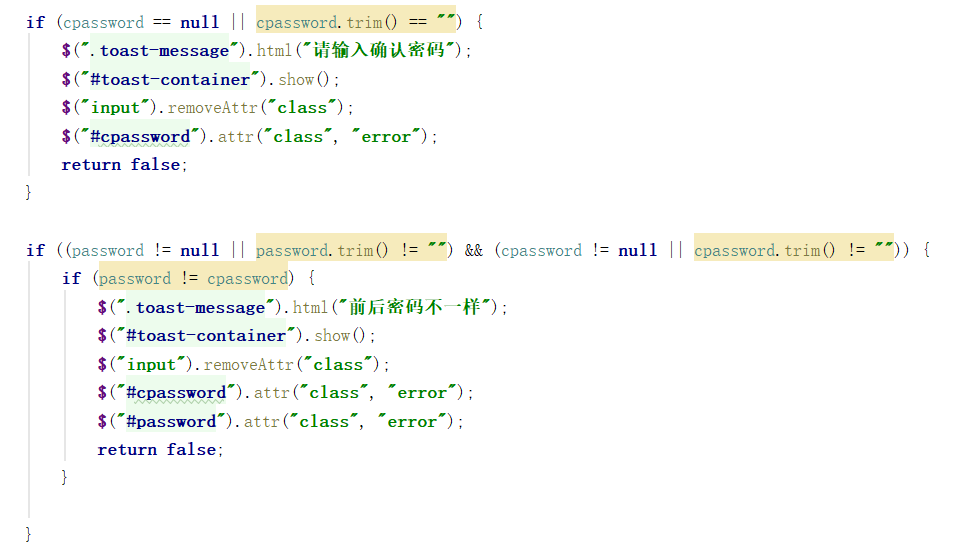 if (cpassword == null || cpassword.trim() == "") {
$(".toast-message").html("请输入确认密码");
$("#toast-container").show();
$("input").removeAttr("class");
$("#cpassword").attr("class", "error");
return false;
}
if ((password != null || password.trim() != "") && (cpassword != null || cpassword.trim() != "")) {
if (password != cpassword) {
$(".toast-message").html("前后密码不一样");
$("#toast-container").show();
$("input").removeAttr("class");
$("#cpassword").attr("class", "error");
$("#password").attr("class", "error");
return false;
}
}